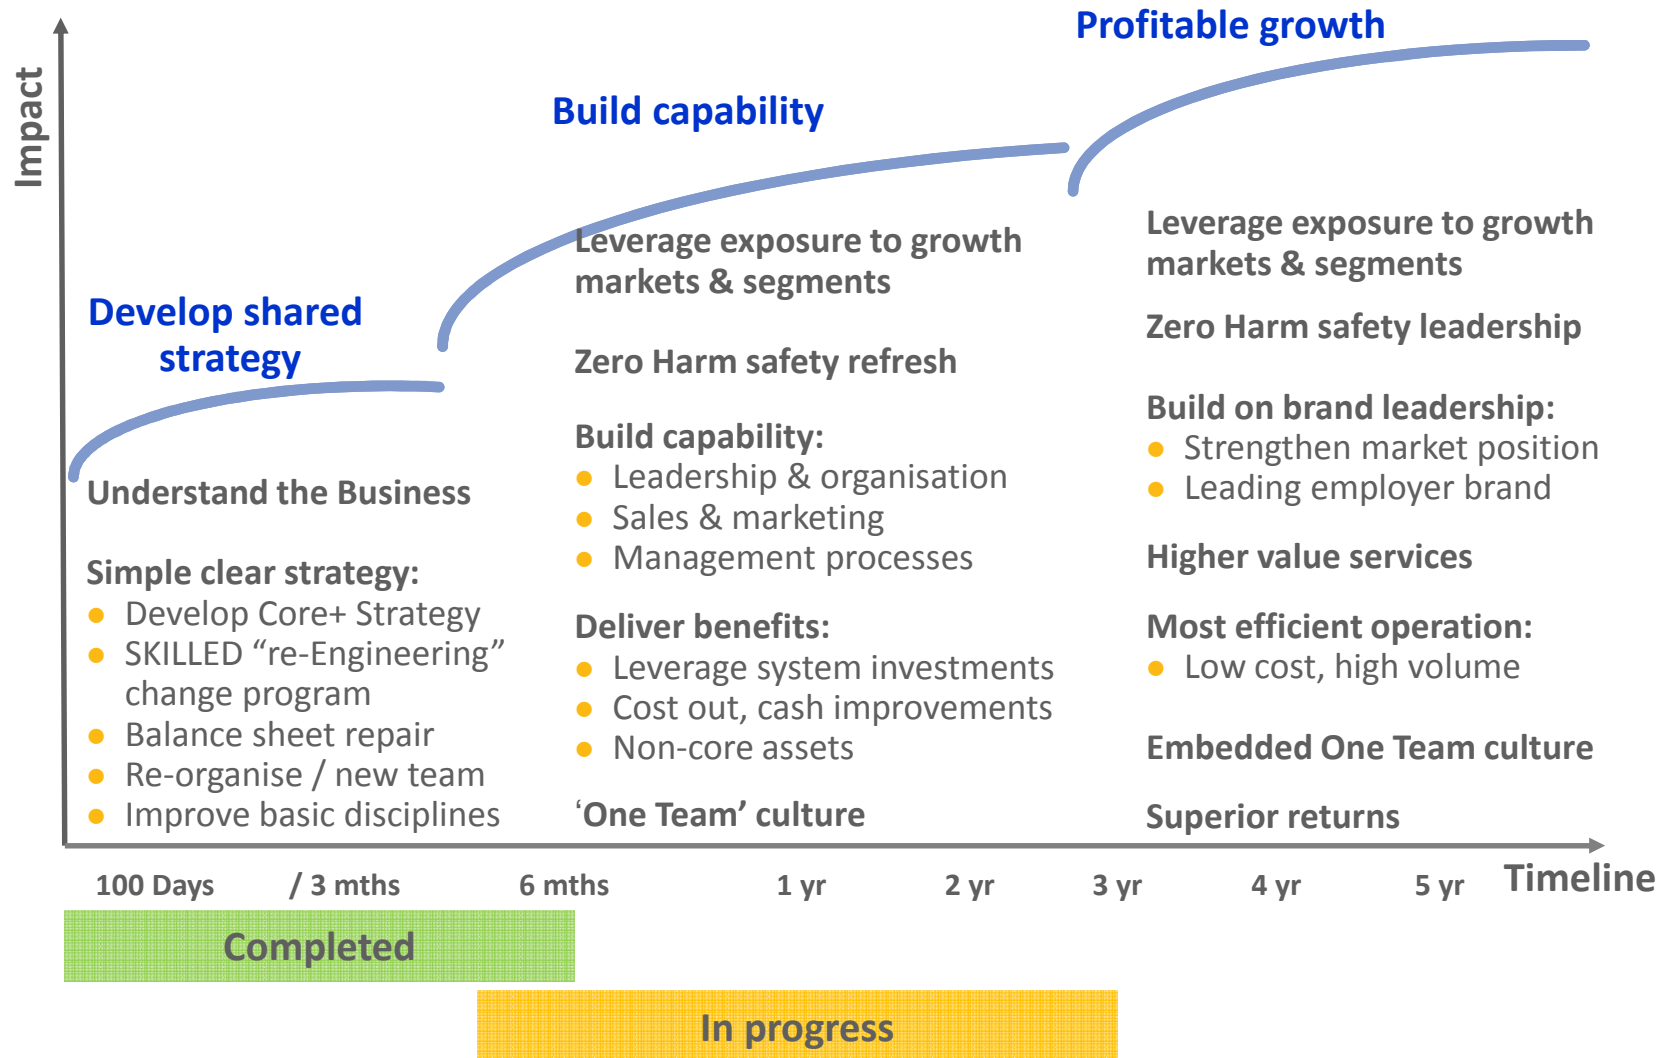 Profitable growth
Build capability
Impact
Develop shared
strategy
Understand the Business
Simple clear strategy:
● Develop Core+ Strategy
● SKILLED “re-Engineering”
change program
● Balance sheet repair
● Re-organise / new team
● Improve basic disciplines
Leverage exposure to growth
markets & segments
Zero Harm safety refresh
Build capability:
● Leadership & organisation
● Sales & marketing
● Management processes
Deliver benefits:
● Leverage system investments
● Cost out, cash improvements
● Non-core assets
‘One Team’ culture
Leverage exposure to growth
markets & segments
Zero Harm safety leadership
Build on brand leadership:
● Strengthen market position
● Leading employer brand
Higher value services
Most efficient operation:
● Low cost, high volume
Embedded One Team culture
Superior returns
100 Days / 3 mths 6 mths 1 yr 2 yr 3 yr 4 yr 5 yr Timeline
Completed
In progress